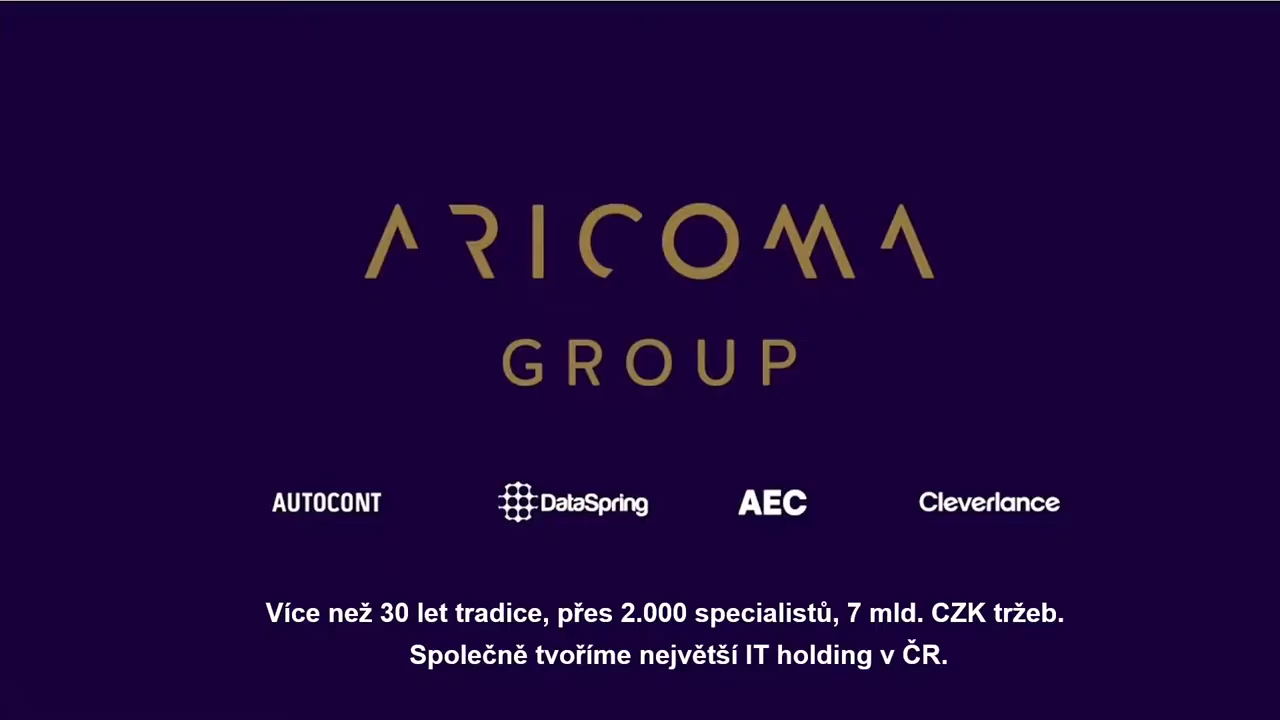 ARICOMA
GROUP
AUTOCONT DataSpring AEC Cleverlance
Více než 30 let tradice, přes 2.000 specialistů, 7 mld. CZK tržeb.
Společně tvoříme největší IT holding v ČR.